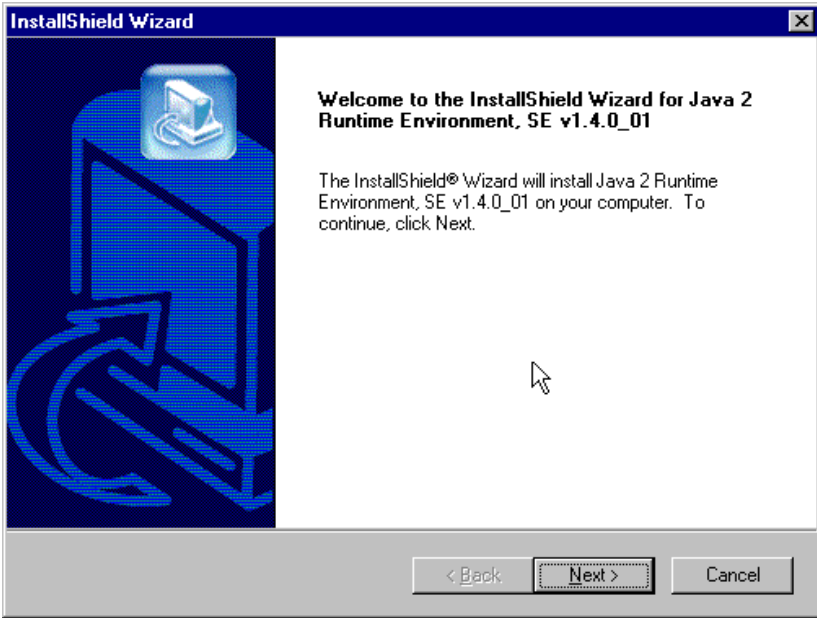 InstallShield Wizard
Welcome to the InstallShield Wizard for Java 2
Runtime Environment, SE v1.4.0_01
The InstallShield® Wizard will install Java 2 Runtime
Environment, SE v1.4.0_01 on your computer.  To
continue, click Next.
< Back
Next >
Cancel